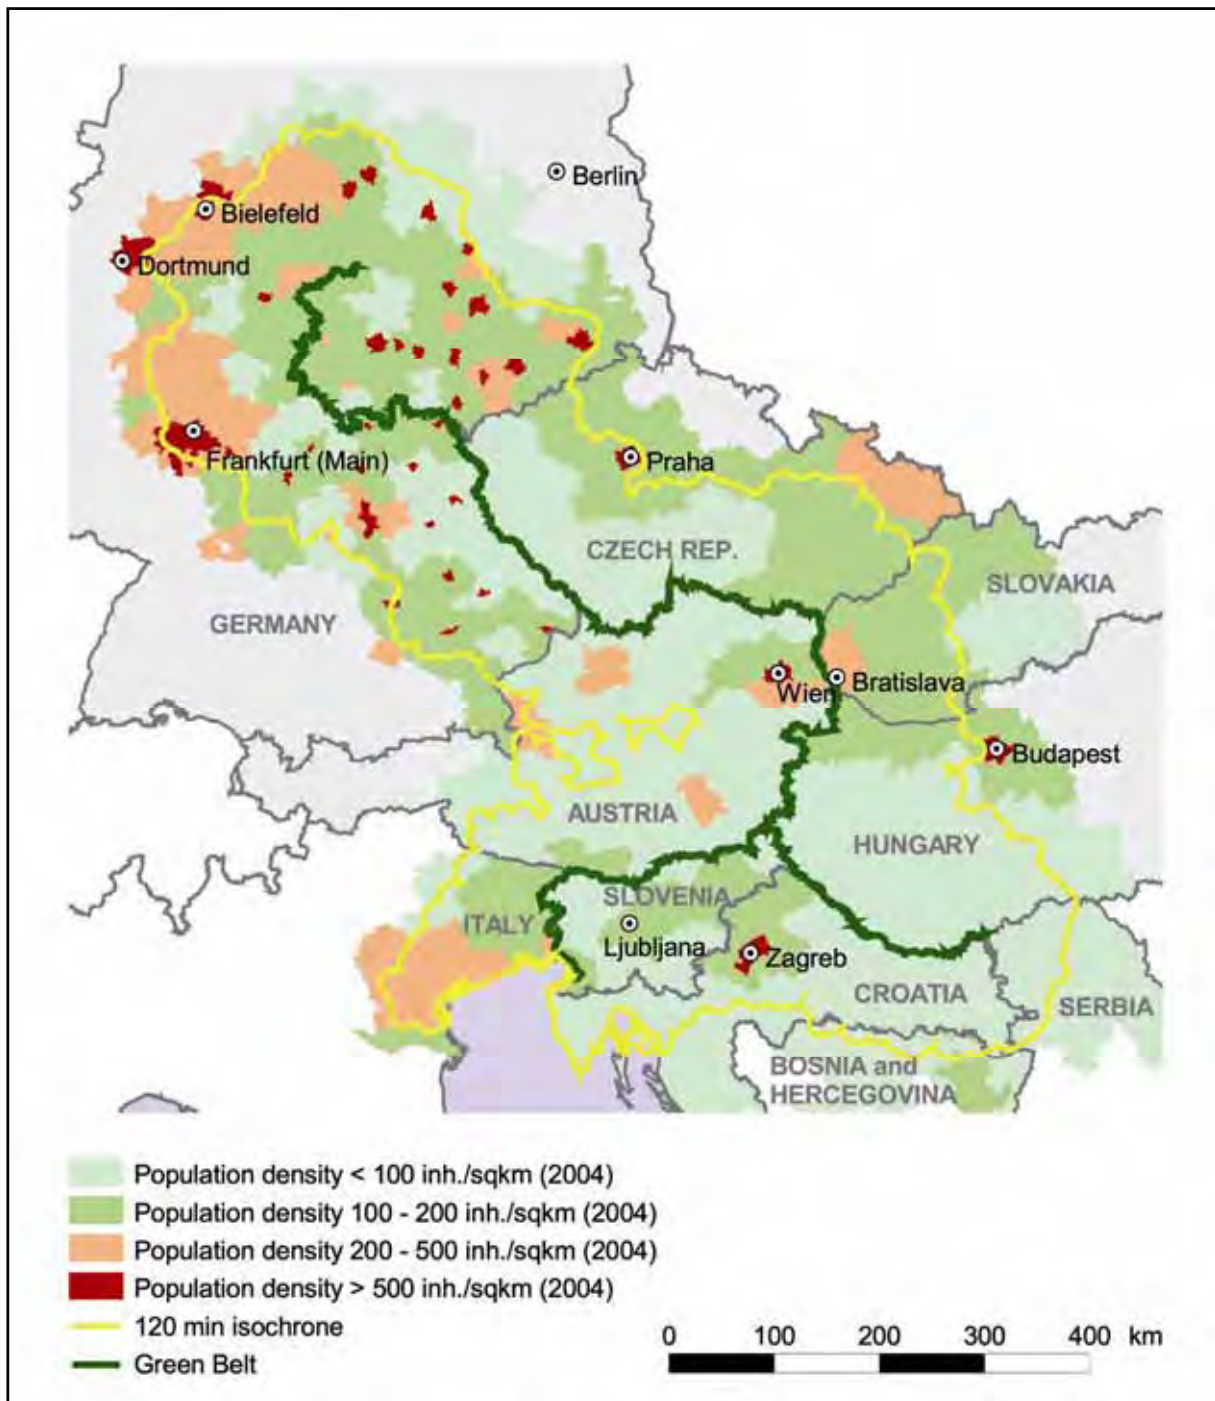 Berlin
Bielefeld
Dortmund
Frankfurt (Main)
Praha
CZECH REP.
SLOVAKIA
GERMANY
Wien
Bratislava
Budapest
AUSTRIA
HUNGARY
SLOVENIA
ITALY
Ljubljana
Zagreb
CROATIA
SERBIA
BOSNIA and
HERCEGOVINA
Population density < 100 inh./sqkm (2004)
Population density 100 - 200 inh./sqkm (2004)
Population density 200 - 500 inh./sqkm (2004)
Population density > 500 inh./sqkm (2004)
120 min isochrone
Green Belt
0 100 200 300 400 km